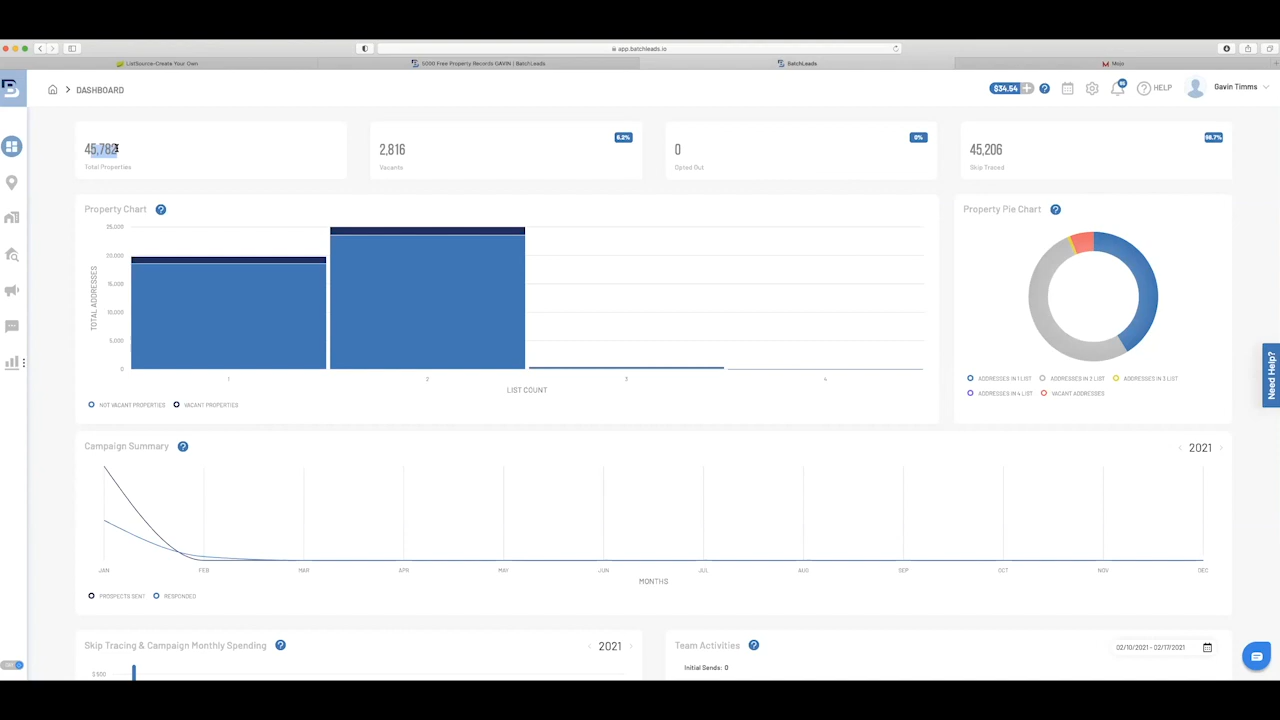 app.batchleads.io
ListSource-Create Your Own
5000 Free Property Records GAVIN | BatchLeads
BatchLeads
Mojo
DASHBOARD
$34.54
HELP
Gavin Timms
45,782
Total Properties
2,816
6.2%
Vacants
0
0%
Opted Out
45,206
98.7%
Skip Traced
Property Chart
25,000
20,000
15,000
10,000
5,000
0
TOTAL ADDRESSES
1
2
3
4
LIST COUNT
NOT VACANT PROPERTIES
VACANT PROPERTIES
Property Pie Chart
ADDRESSES IN 1 LIST
ADDRESSES IN 2 LIST
ADDRESSES IN 3 LIST
ADDRESSES IN 4 LIST
VACANT ADDRESSES
Need Help?
Campaign Summary
2021
JAN
FEB
MAR
APR
MAY
JUN
JUL
AUG
SEP
OCT
NOV
DEC
MONTHS
PROSPECTS SENT
RESPONDED
Skip Tracing & Campaign Monthly Spending
2021
$500
Team Activities
02/10/2021 - 02/17/2021
Initial Sends: 0